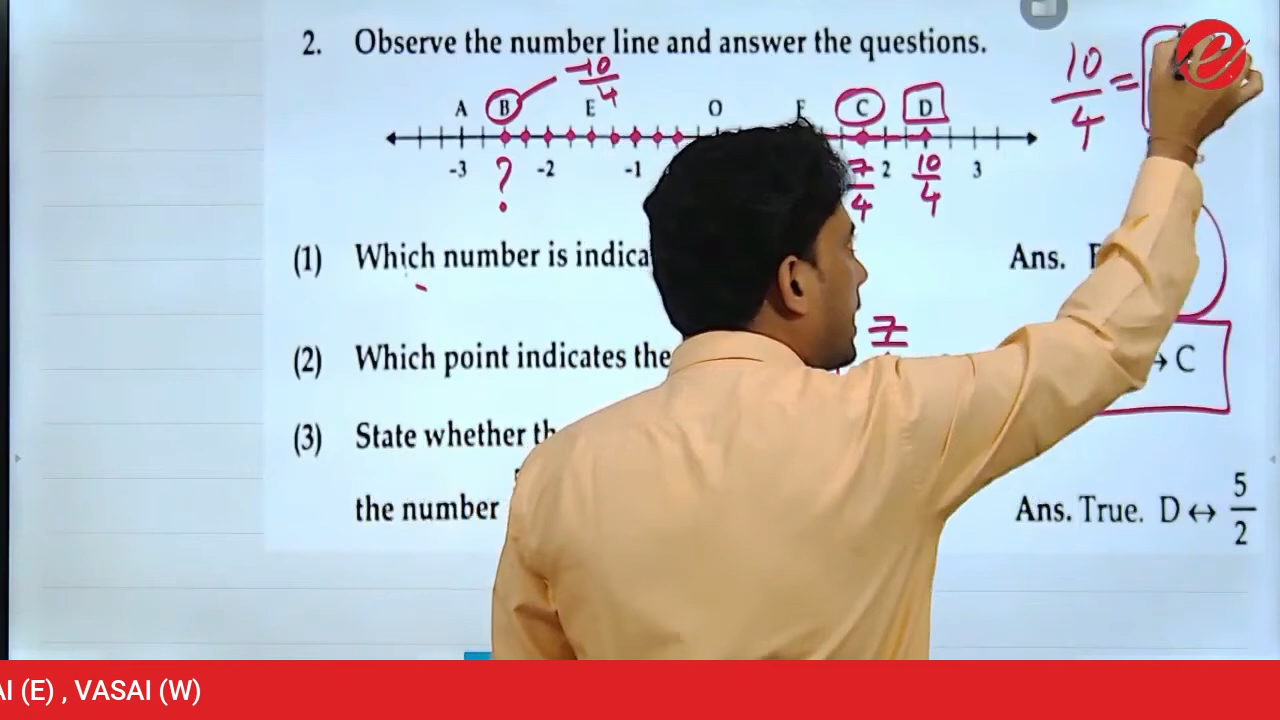 2. Observe the number line and answer the questions.
-10/4
10/4 =
A B E O F C D
-3 ? -2 -1 7/4 2 10/4 3
(1) Which number is indica
Ans.
(2) Which point indicates the
7
↔ C
(3) State whether th
the number
Ans. True. D ↔ 5/2
(E) , VASAI (W)